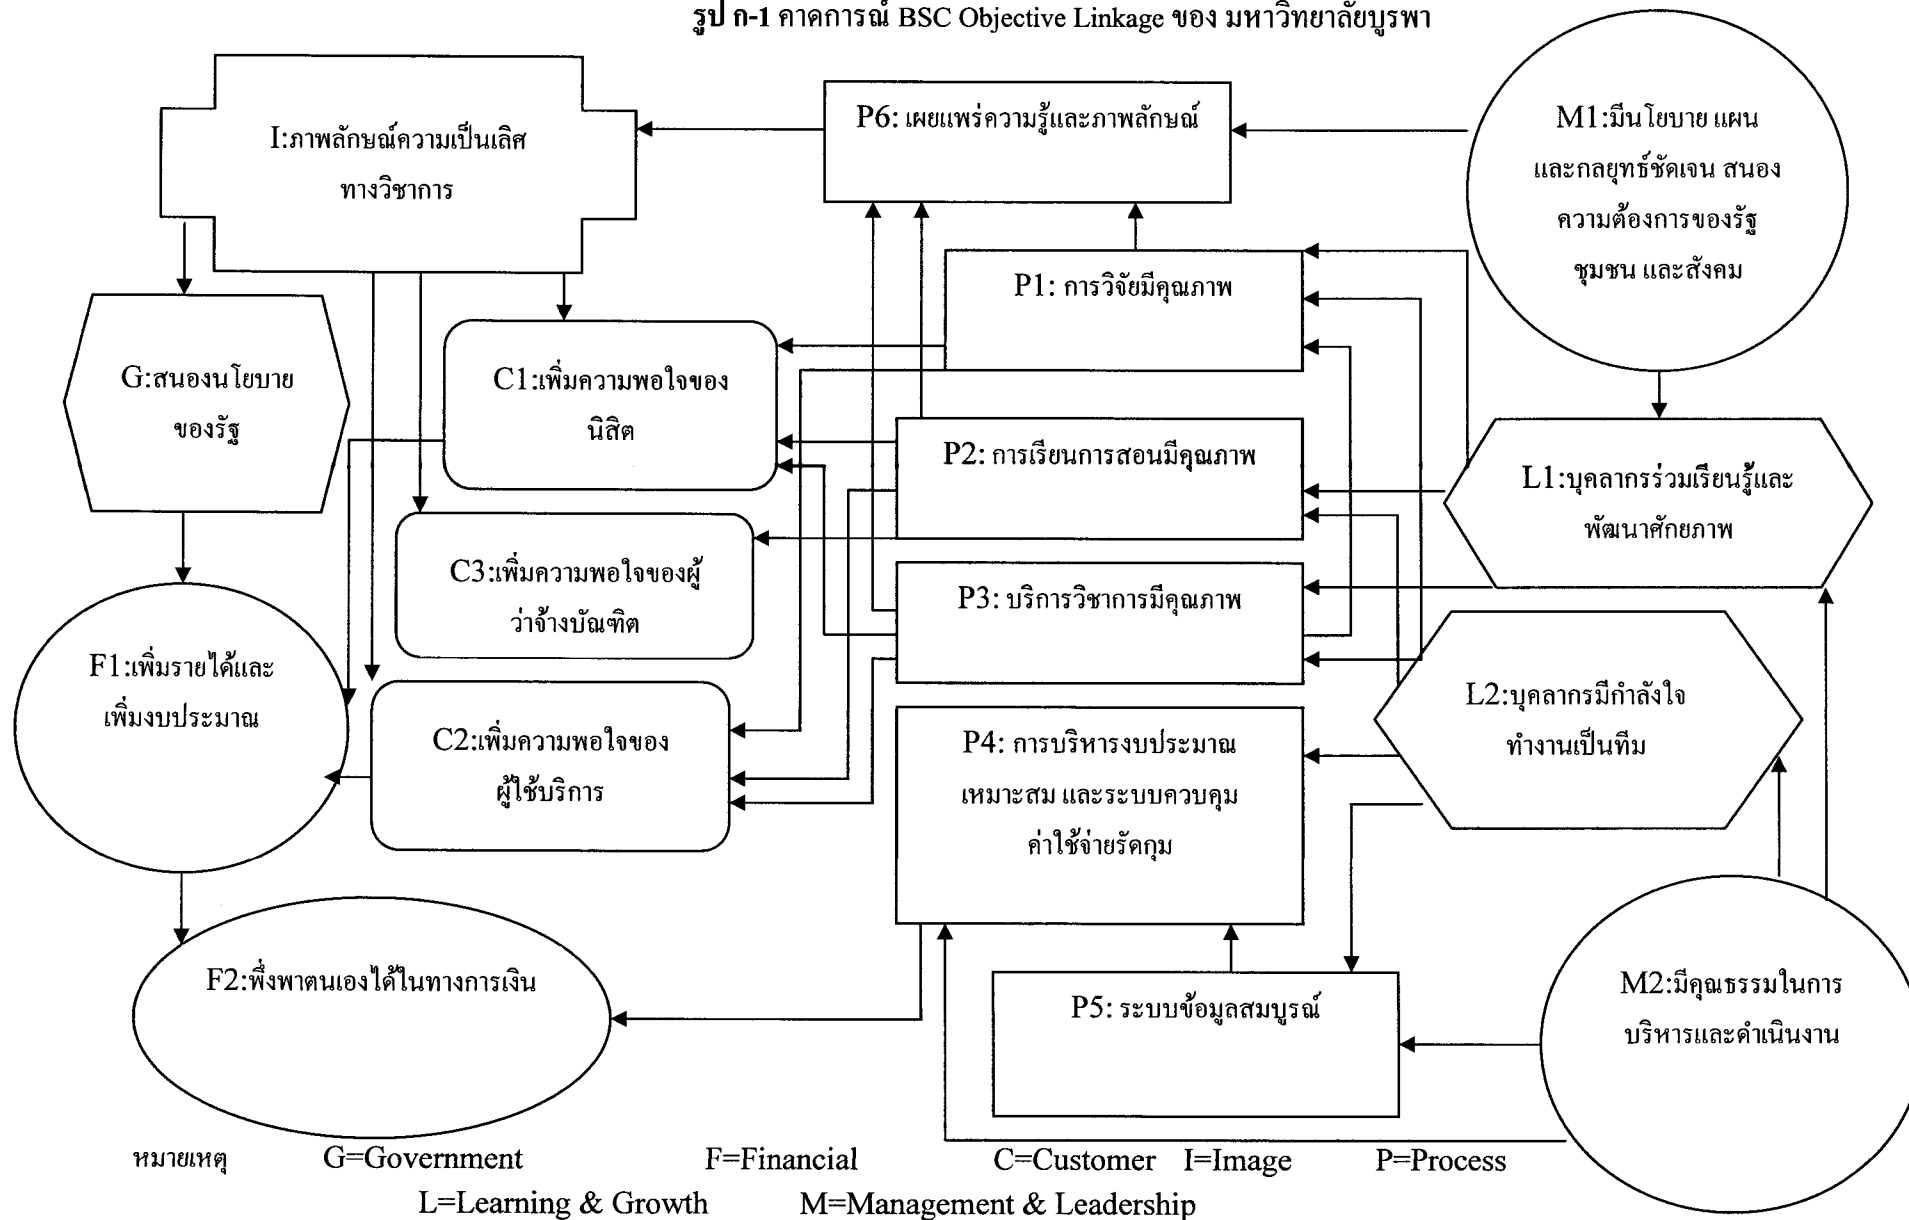 รูป ก-1 คาดการณ์ BSC Objective Linkage ของ มหาวิทยาลัยบูรพา
I:ภาพลักษณ์ความเป็นเลิศ
ทางวิชาการ
P6: เผยแพร่ความรู้และภาพลักษณ์
M1:มีนโยบาย แผน
และกลยุทธ์ชัดเจน สนอง
ความต้องการของรัฐ
ชุมชน และสังคม
P1: การวิจัยมีคุณภาพ
G:สนองนโยบาย
ของรัฐ
C1:เพิ่มความพอใจของ
นิสิต
P2: การเรียนการสอนมีคุณภาพ
L1:บุคลากรร่วมเรียนรู้และ
พัฒนาศักยภาพ
C3:เพิ่มความพอใจของผู้
ว่าจ้างบัณฑิต
P3: บริการวิชาการมีคุณภาพ
F1:เพิ่มรายได้และ
เพิ่มงบประมาณ
L2:บุคลากรมีกำลังใจ
ทำงานเป็นทีม
C2:เพิ่มความพอใจของ
ผู้ใช้บริการ
P4: การบริหารงบประมาณ
เหมาะสม และระบบควบคุม
ค่าใช้จ่ายรัดกุม
F2:พึ่งพาตนเองได้ในทางการเงิน
P5: ระบบข้อมูลสมบูรณ์
M2:มีคุณธรรมในการ
บริหารและดำเนินงาน
หมายเหตุ G=Government F=Financial C=Customer I=Image P=Process
L=Learning & Growth M=Management & Leadership